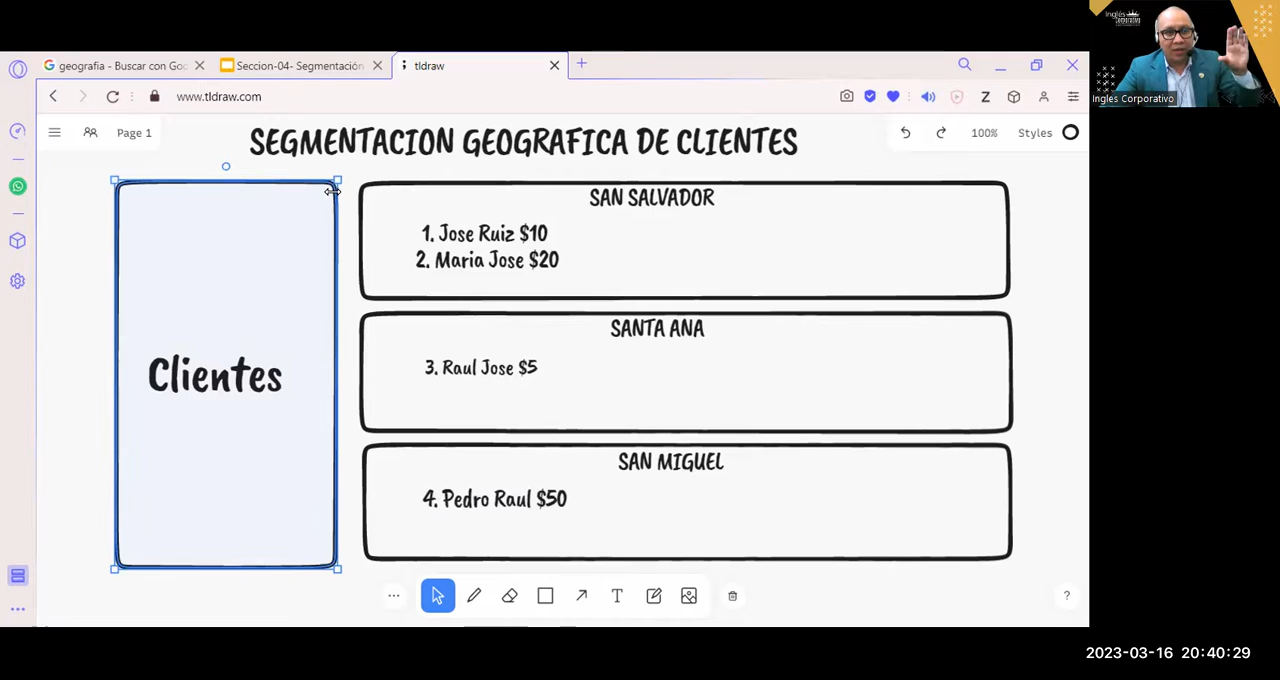 geografia - Buscar con Goo
Seccion-04- Segmentación
tldraw
www.tldraw.com
Page 1
100%
Styles
SEGMENTACION GEOGRAFICA DE CLIENTES
Clientes
SAN SALVADOR
1. Jose Ruiz $10
2. Maria Jose $20
SANTA ANA
3. Raul Jose $5
SAN MIGUEL
4. Pedro Raul $50
Inglés
Corporativo
Ingles Corporativo
2023-03-16 20:40:29